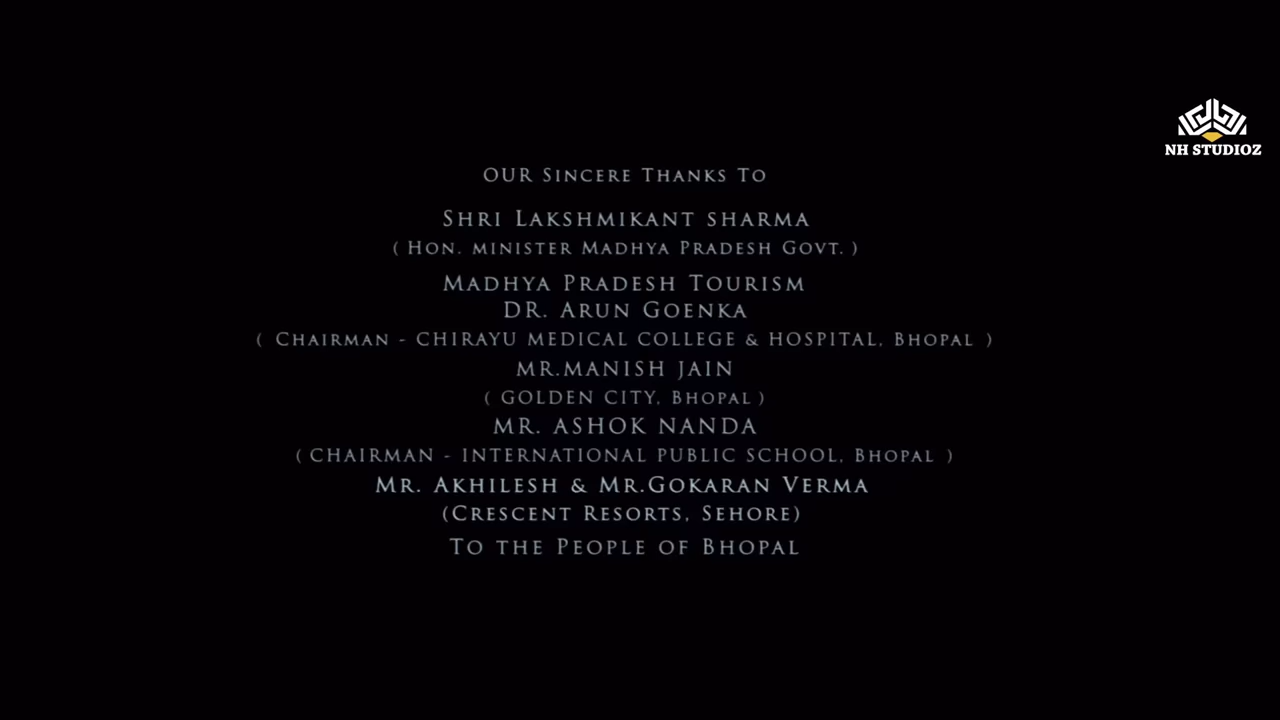 OUR SINCERE THANKS TO
SHRI LAKSHMIKANT SHARMA
( HON. MINISTER MADHYA PRADESH GOVT. )
MADHYA PRADESH TOURISM
DR. ARUN GOENKA
( CHAIRMAN - CHIRAYU MEDICAL COLLEGE & HOSPITAL, BHOPAL )
MR.MANISH JAIN
( GOLDEN CITY, BHOPAL )
MR. ASHOK NANDA
( CHAIRMAN - INTERNATIONAL PUBLIC SCHOOL, BHOPAL )
MR. AKHILESH & MR.GOKARAN VERMA
(CRESCENT RESORTS, SEHORE)
TO THE PEOPLE OF BHOPAL
NH STUDIOZ